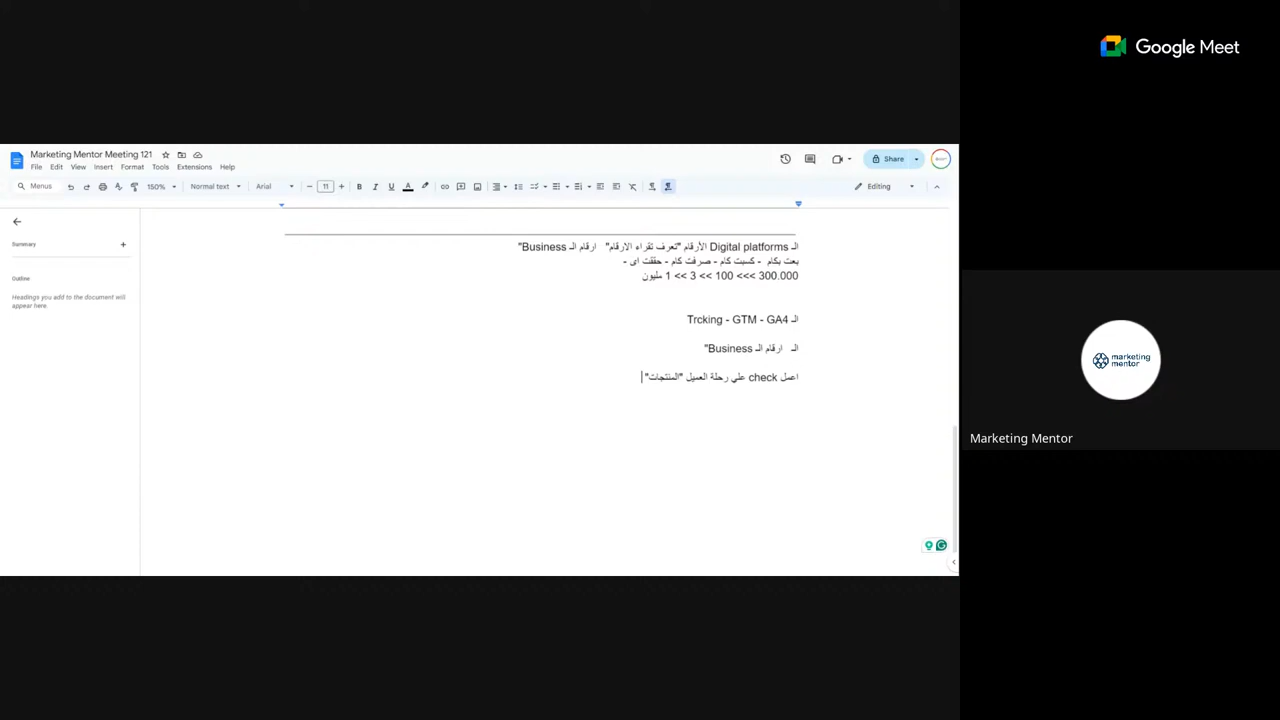 Google Meet
Marketing Mentor Meeting 121
File Edit View Insert Format Tools Extensions Help
Share
Menus
150%
Normal text
Arial
11
Editing
Summary
Outline
Headings you add to the document will
appear here.
الـ Digital platforms الأرقام "تعرف تقراء الارقام" ارقام الـ Business"
بعت بكام - كسبت كام - صرفت كام - حققت اى -
300.000 >>> 100 >> 3 >> 1 مليون
الـ Trcking - GTM - GA4
الـ ارقام الـ Business"
اعمل check علي رحلة العميل "المنتجات"
marketing
mentor
Marketing Mentor